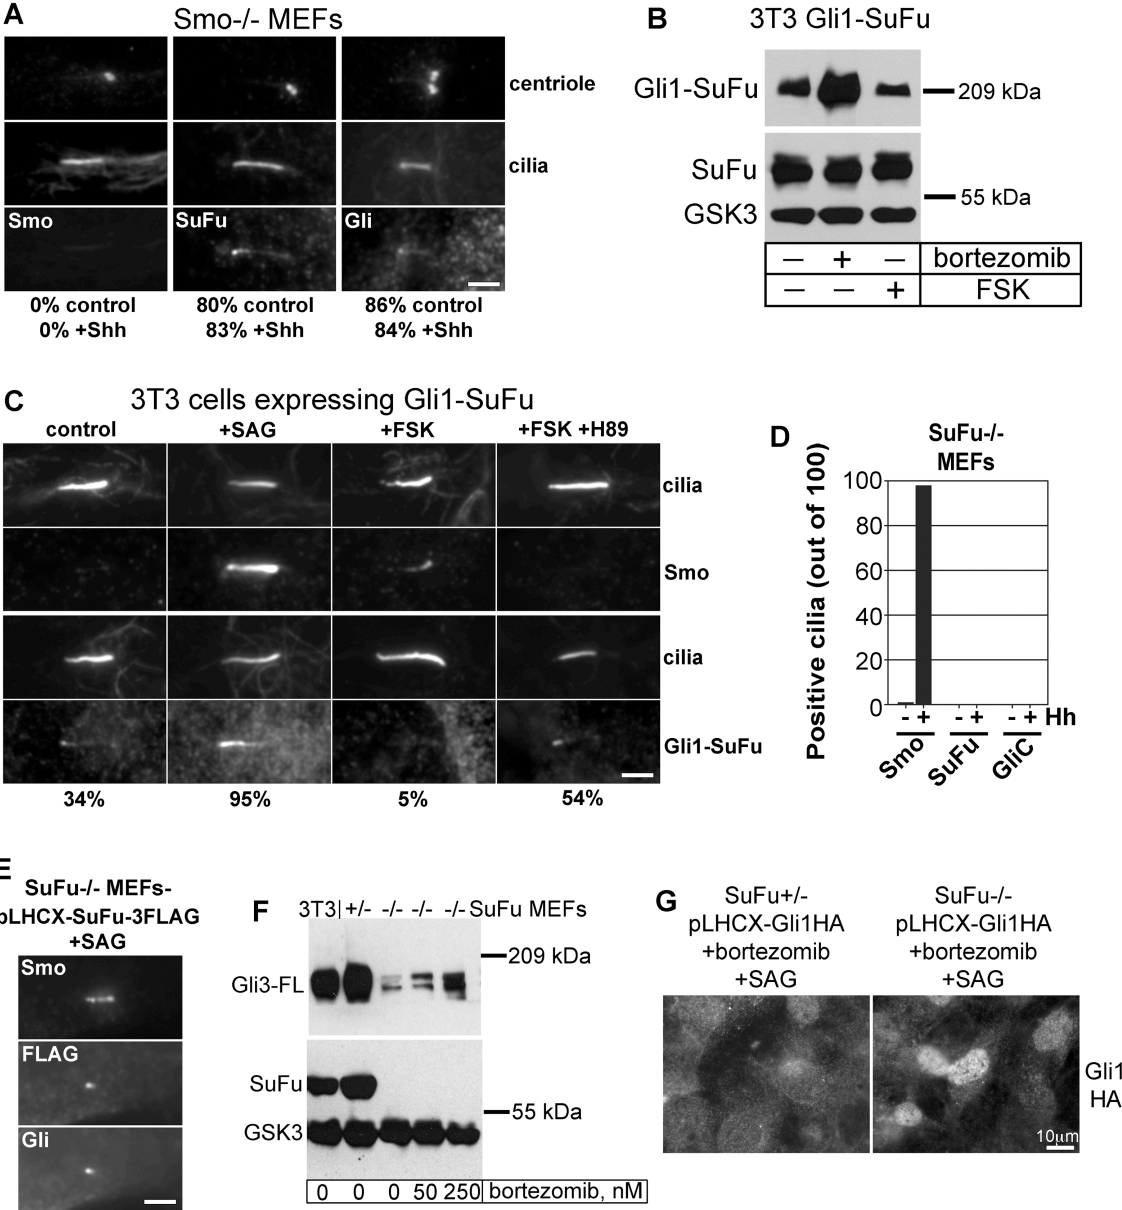 A
Smo-/- MEFs
centriole
cilia
Smo
SuFu
Gli
0% control
0% +Shh
80% control
83% +Shh
86% control
84% +Shh
B
3T3 Gli1-SuFu
Gli1-SuFu
209 kDa
SuFu
55 kDa
GSK3
– + – bortezomib
– – + FSK
C
3T3 cells expressing Gli1-SuFu
control +SAG +FSK +FSK +H89
cilia
Smo
cilia
Gli1-SuFu
34% 95% 5% 54%
D
SuFu-/-
MEFs
Positive cilia (out of 100)
100
80
60
40
20
0
- + - + - + Hh
Smo SuFu GliC
E
SuFu-/- MEFs-
pLHCX-SuFu-3FLAG
+SAG
Smo
FLAG
Gli
F
3T3| +/- -/- -/- -/- SuFu MEFs
209 kDa
Gli3-FL
SuFu
55 kDa
GSK3
0 0 0 50 250 bortezomib, nM
G
SuFu+/-
pLHCX-Gli1HA
+bortezomib
+SAG
SuFu-/-
pLHCX-Gli1HA
+bortezomib
+SAG
Gli1
HA
10µm